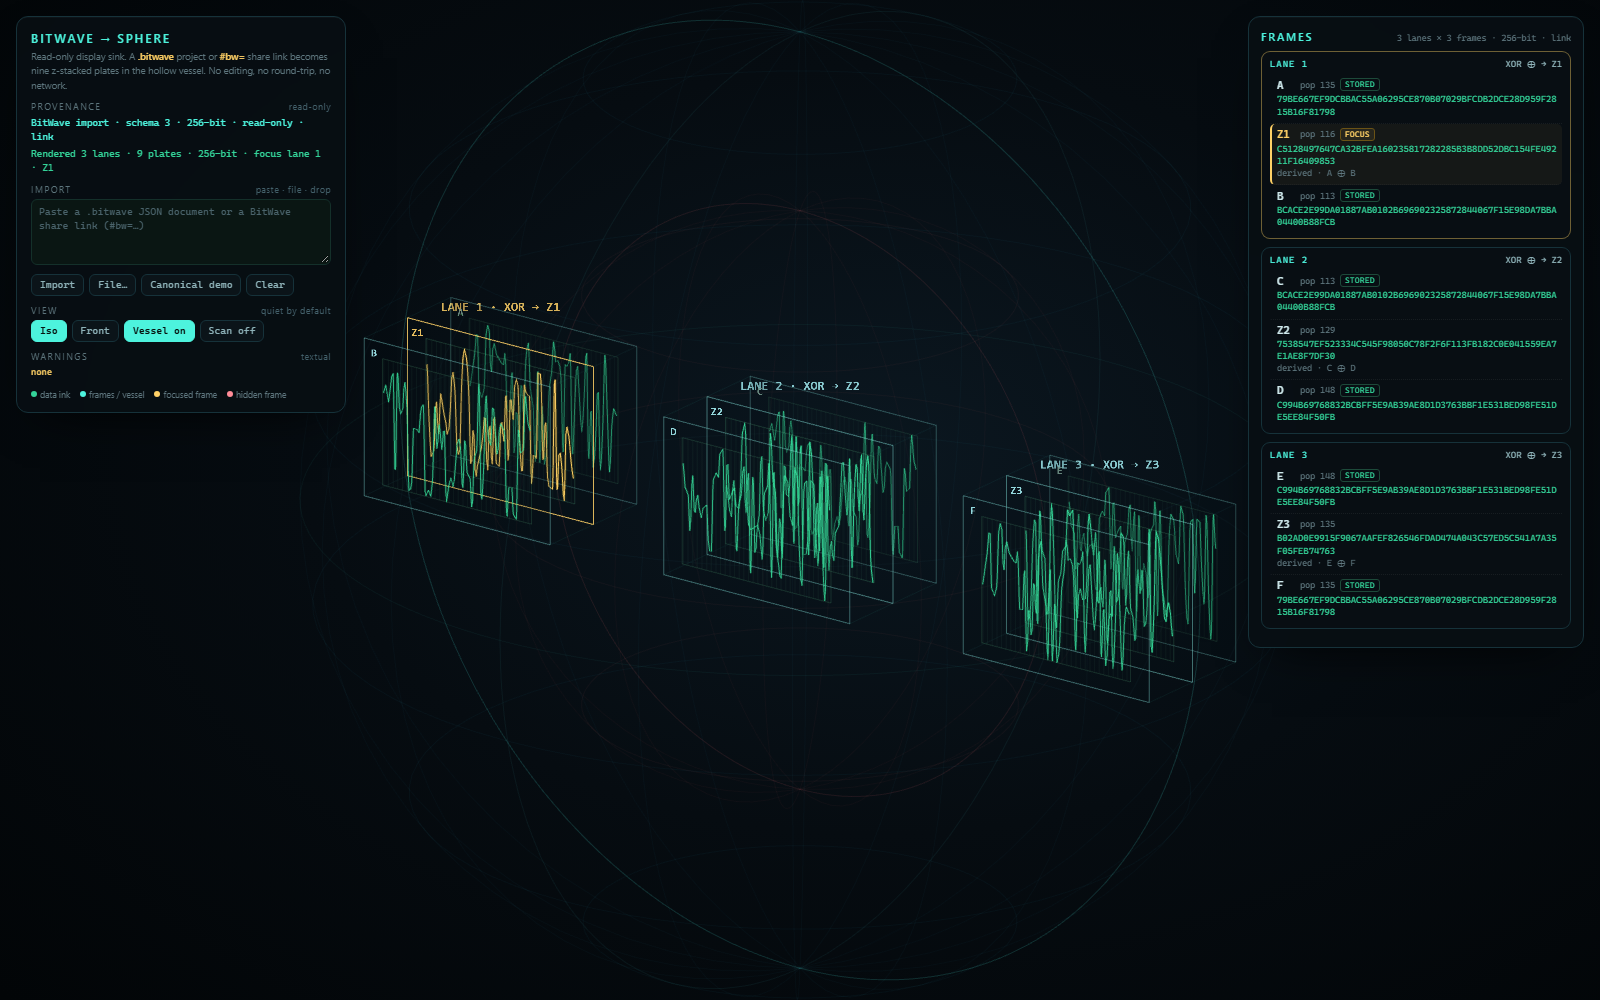 BITWAVE → SPHERE
Read-only display sink. A .bitwave project or #bw= share link becomes
nine z-stacked plates in the hollow vessel. No editing, no round-trip, no
network.
PROVENANCE read-only
BitWave import · schema 3 · 256-bit · read-only ·
link
Rendered 3 lanes · 9 plates · 256-bit · focus lane 1
· Z1
IMPORT paste · file · drop
Paste a .bitwave JSON document or a BitWave
share link (#bw=…)
Import File… Canonical demo Clear
VIEW quiet by default
Iso Front Vessel on Scan off
WARNINGS textual
none
data ink frames / vessel focused frame hidden frame
LANE 1 · XOR → Z1
A
Z1
B
LANE 2 · XOR → Z2
C
Z2
D
LANE 3 · XOR → Z3
E
Z3
F
FRAMES 3 lanes × 3 frames · 256-bit · link
LANE 1 XOR ⊕ → Z1
A pop 135 STORED
79BE667EF9DCBBAC55A06295CE870B07029BFCDB2DCE28D959F28
15B16F81798
Z1 pop 116 FOCUS
C5128497647CA32BFEA160235817282285B3B8DD52DBC154FE492
11F16409853
derived · A ⊕ B
B pop 113 STORED
BCACE2E99DA01887AB0102B696902325872844067F15E98DA7BBA
04400B88FCB
LANE 2 XOR ⊕ → Z2
C pop 113 STORED
BCACE2E99DA01887AB0102B696902325872844067F15E98DA7BBA
04400B88FCB
Z2 pop 129
7538547EF523334C545F98050C78F2F6F113FB182C0E041559EA7
E1AE8F7DF30
derived · C ⊕ D
D pop 148 STORED
C994B69768832BCBFF5E9AB39AE8D1D3763BBF1E531BED98FE51D
E5EE84F50FB
LANE 3 XOR ⊕ → Z3
E pop 148 STORED
C994B69768832BCBFF5E9AB39AE8D1D3763BBF1E531BED98FE51D
E5EE84F50FB
Z3 pop 135
B02AD0E9915F9067AAFEF826546FDAD474A043C57ED5C541A7A35
F05FEB74763
derived · E ⊕ F
F pop 135 STORED
79BE667EF9DCBBAC55A06295CE870B07029BFCDB2DCE28D959F28
15B16F81798